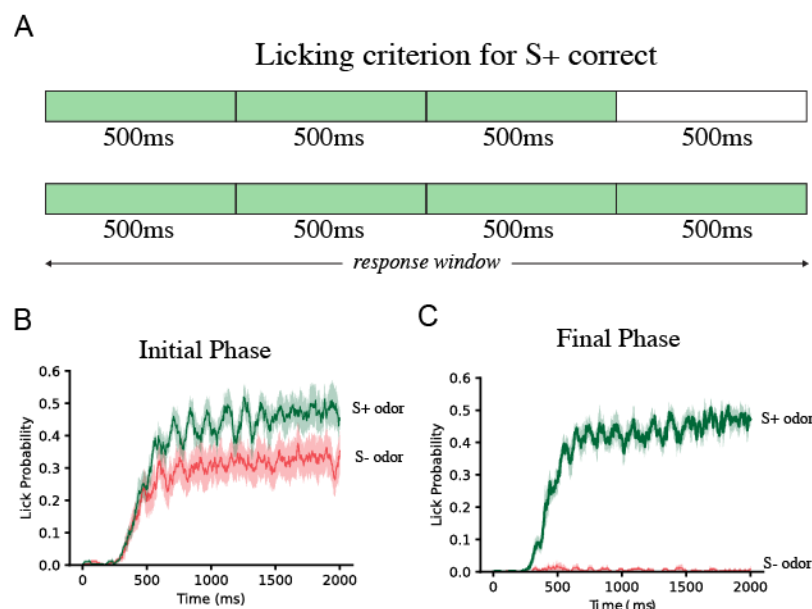 A
Licking criterion for S+ correct
500ms 500ms 500ms 500ms
500ms 500ms 500ms 500ms
response window
B
Initial Phase
Lick Probability
0.6
0.5
0.4
0.3
0.2
0.1
0.0
S+ odor
S- odor
0 500 1000 1500 2000
Time (ms)
C
Final Phase
Lick Probability
0.6
0.5
0.4
0.3
0.2
0.1
0.0
S+ odor
S- odor
0 500 1000 1500 2000
Time (ms)